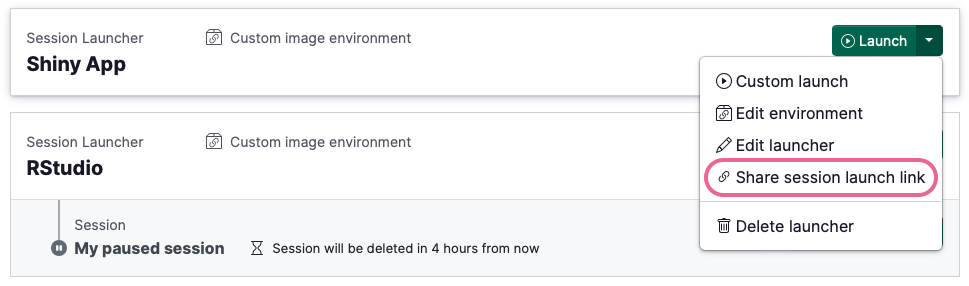 Session Launcher
Custom image environment
Launch
Shiny App
Custom launch
Edit environment
Edit launcher
Share session launch link
Delete launcher
Session Launcher
Custom image environment
RStudio
Session
My paused session
Session will be deleted in 4 hours from now